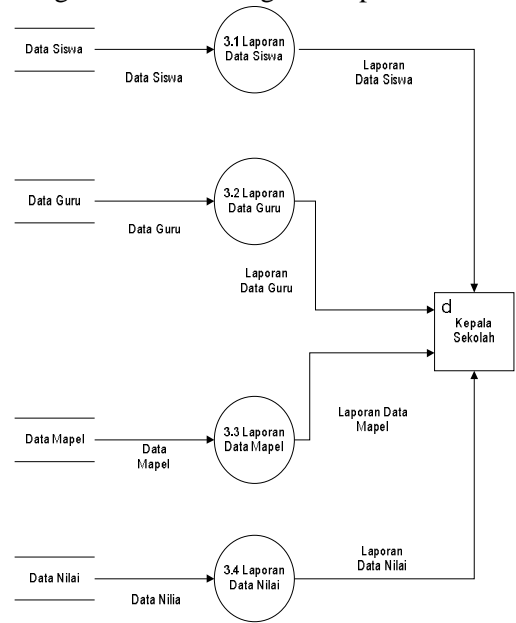 Data Siswa
3.1 Laporan
Data Siswa
Data Siswa
Laporan
Data Siswa
Data Guru
3.2 Laporan
Data Guru
Data Guru
Laporan
Data Guru
d
Kepala
Sekolah
Data Mapel
3.3 Laporan
Data Mapel
Data
Mapel
Laporan Data
Mapel
Data Nilai
3.4 Laporan
Data Nilai
Data Nilia
Laporan
Data Nilai